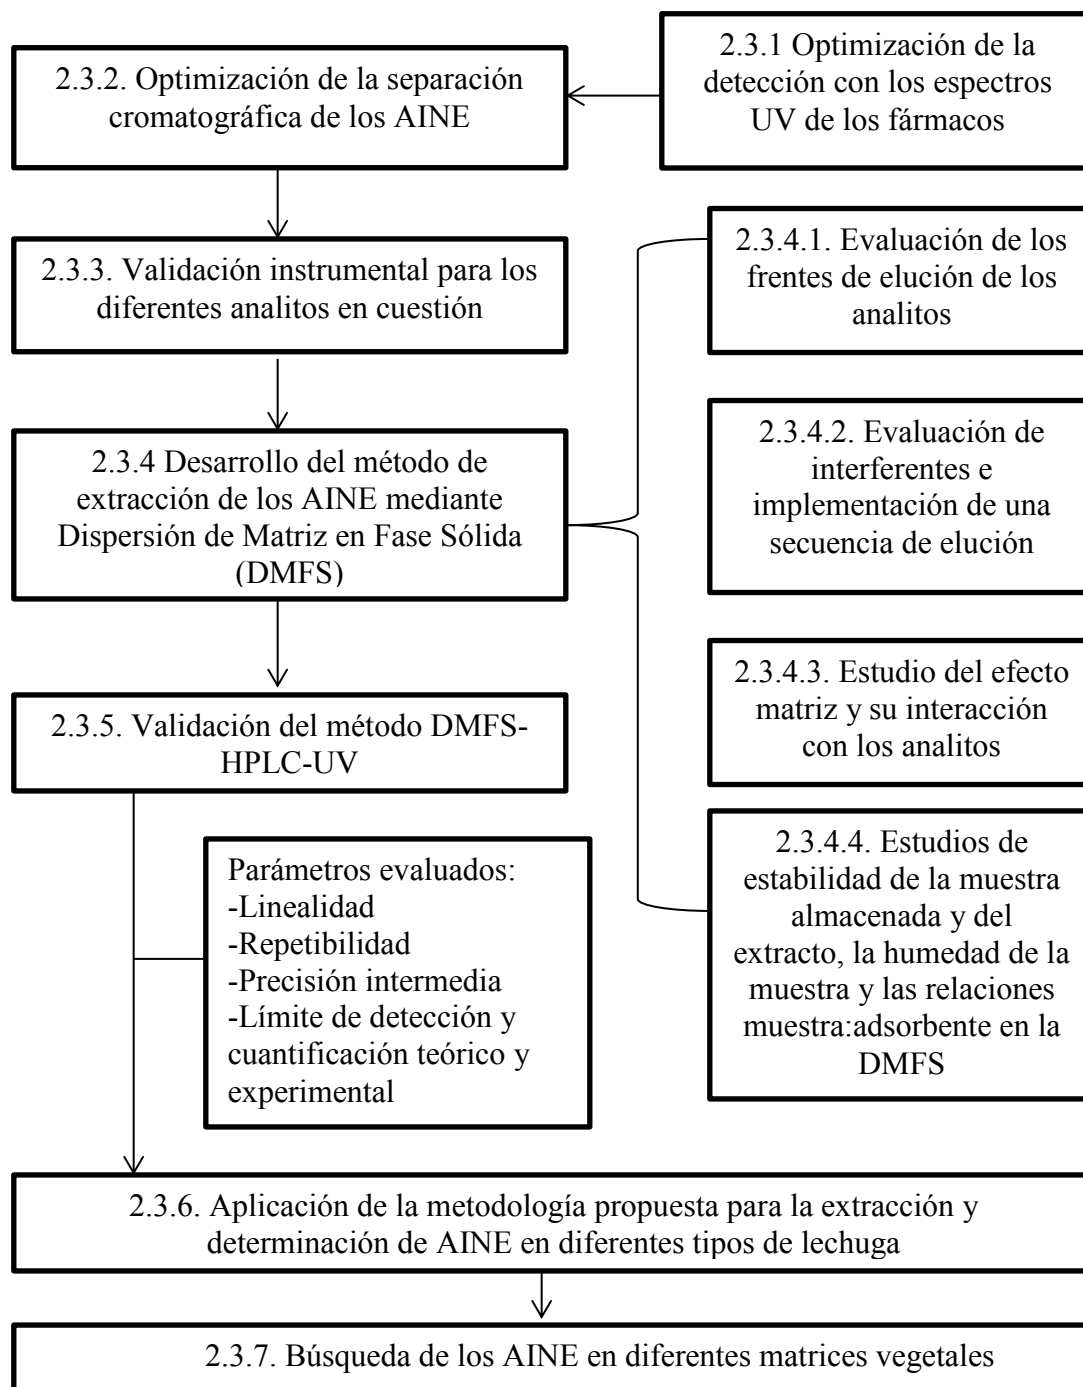 2.3.1 Optimización de la
detección con los espectros
UV de los fármacos
2.3.2. Optimización de la separación
cromatográfica de los AINE
2.3.3. Validación instrumental para los
diferentes analitos en cuestión
2.3.4 Desarrollo del método de
extracción de los AINE mediante
Dispersión de Matriz en Fase Sólida
(DMFS)
2.3.4.1. Evaluación de los
frentes de elución de los
analitos
2.3.4.2. Evaluación de
interferentes e
implementación de una
secuencia de elución
2.3.4.3. Estudio del efecto
matriz y su interacción
con los analitos
2.3.4.4. Estudios de
estabilidad de la muestra
almacenada y del
extracto, la humedad de la
muestra y las relaciones
muestra:adsorbente en la
DMFS
2.3.5. Validación del método DMFS-
HPLC-UV
Parámetros evaluados:
-Linealidad
-Repetibilidad
-Precisión intermedia
-Límite de detección y
cuantificación teórico y
experimental
2.3.6. Aplicación de la metodología propuesta para la extracción y
determinación de AINE en diferentes tipos de lechuga
2.3.7. Búsqueda de los AINE en diferentes matrices vegetales